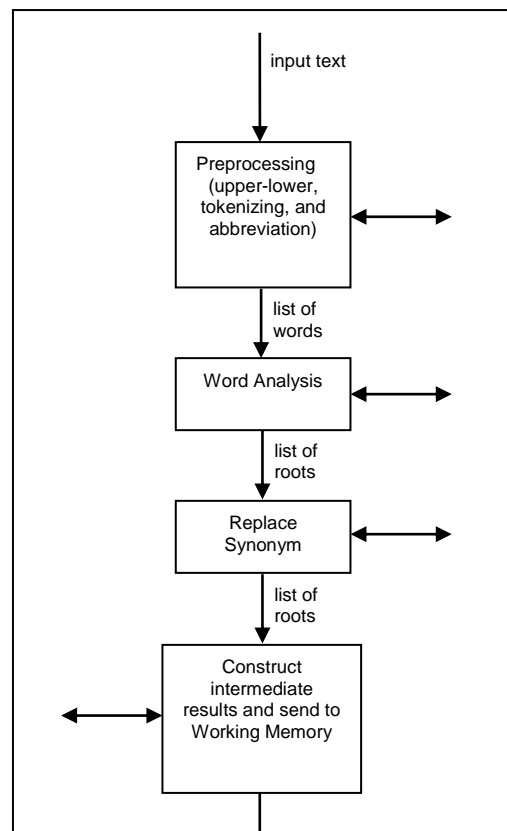 input text
Preprocessing
(upper-lower,
tokenizing, and
abbreviation)
list of
words
Word Analysis
list of
roots
Replace
Synonym
list of
roots
Construct
intermediate
results and send to
Working Memory